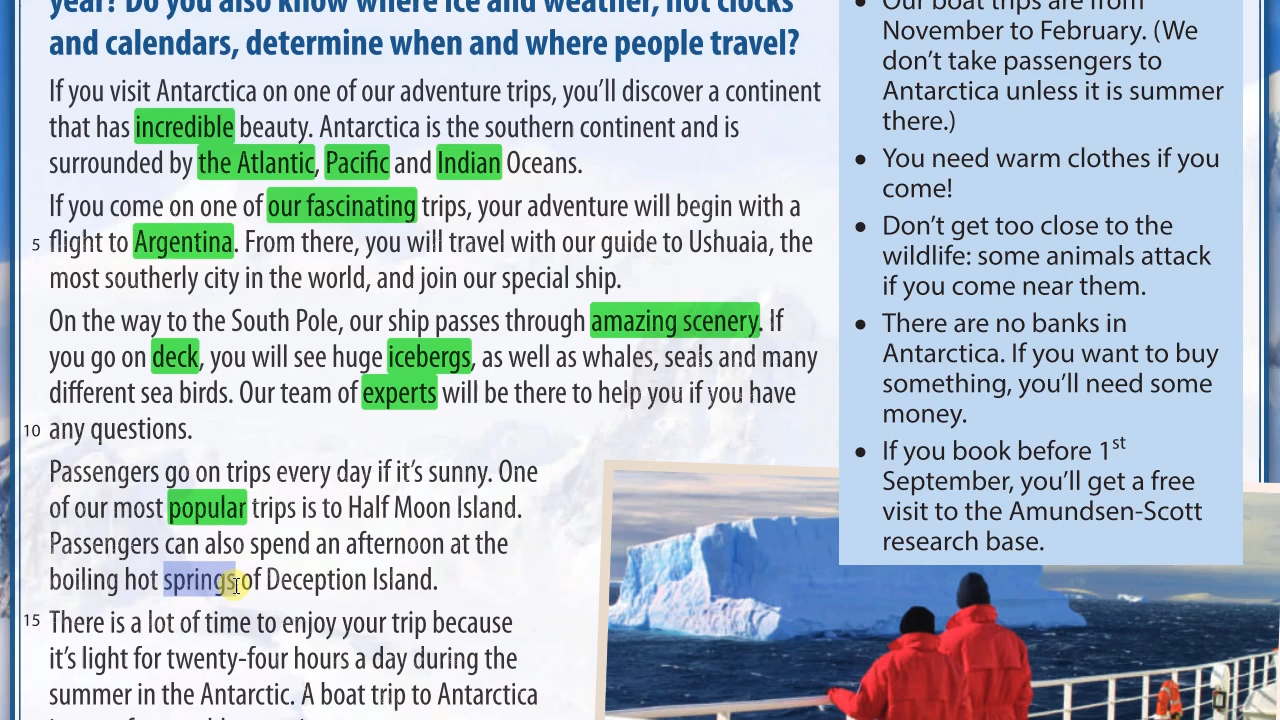 year? Do you also know where ice and weather, not clocks
and calendars, determine when and where people travel?
If you visit Antarctica on one of our adventure trips, you'll discover a continent
that has incredible beauty. Antarctica is the southern continent and is
surrounded by the Atlantic, Pacific and Indian Oceans.
If you come on one of our fascinating trips, your adventure will begin with a
5 flight to Argentina. From there, you will travel with our guide to Ushuaia, the
most southerly city in the world, and join our special ship.
On the way to the South Pole, our ship passes through amazing scenery. If
you go on deck, you will see huge icebergs, as well as whales, seals and many
different sea birds. Our team of experts will be there to help you if you have
10 any questions.
Passengers go on trips every day if it's sunny. One
of our most popular trips is to Half Moon Island.
Passengers can also spend an afternoon at the
boiling hot springs of Deception Island.
15 There is a lot of time to enjoy your trip because
it's light for twenty-four hours a day during the
summer in the Antarctic. A boat trip to Antarctica
• Our boat trips are from
November to February. (We
don't take passengers to
Antarctica unless it is summer
there.)
• You need warm clothes if you
come!
• Don't get too close to the
wildlife: some animals attack
if you come near them.
• There are no banks in
Antarctica. If you want to buy
something, you'll need some
money.
• If you book before 1st
September, you'll get a free
visit to the Amundsen-Scott
research base.